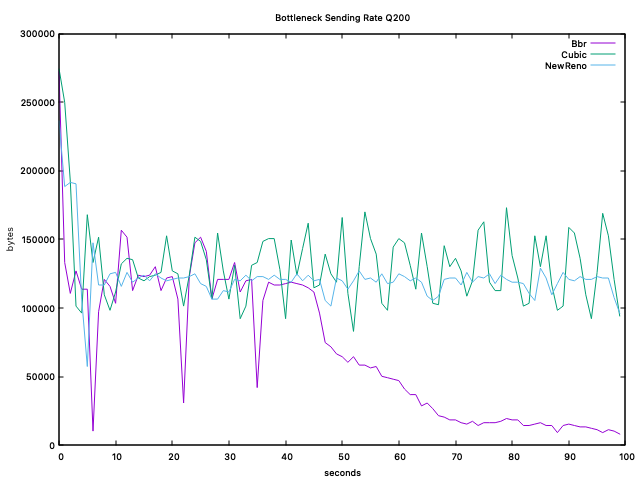 Bottleneck Sending Rate Q200
300000
250000
200000
150000
100000
50000
0
bytes
Bbr
Cubic
NewReno
0 10 20 30 40 50 60 70 80 90 100
seconds